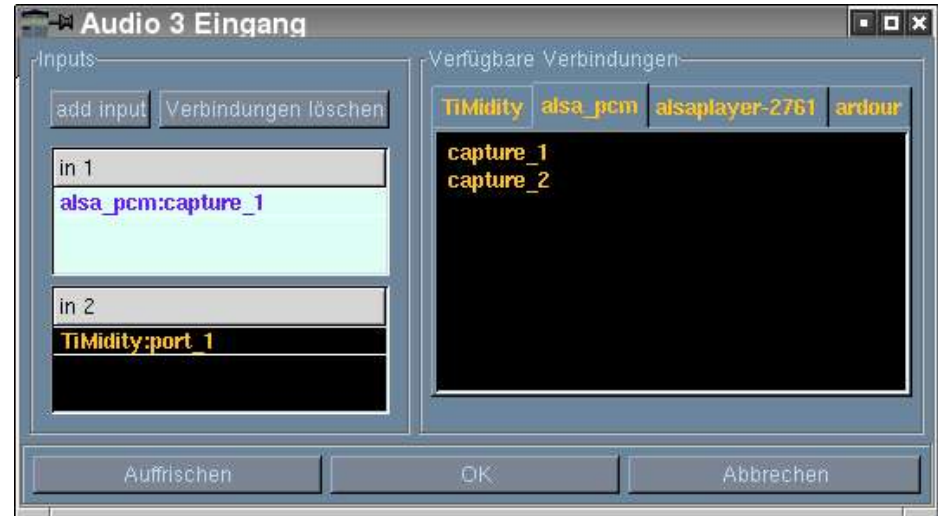 Audio 3 Eingang
Inputs
add input Verbindungen löschen
in 1
alsa_pcm:capture_1
in 2
TiMidity:port_1
Verfügbare Verbindungen
TiMidity alsa_pcm alsaplayer-2761 ardour
capture_1
capture_2
Auffrischen OK Abbrechen